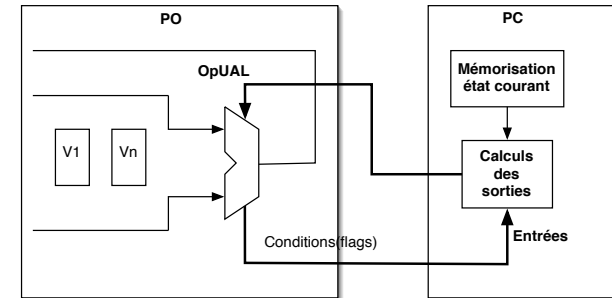 PO
PC
OpUAL
Mémorisation
état courant
V1
Vn
Calculs
des
sorties
Conditions(flags)
Entrées